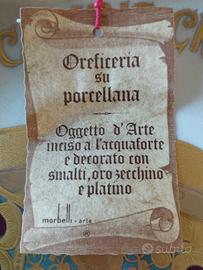 Oreficeria
su
porcellana
Oggetto d'Arte
inciso a l'acquaforte
e decorato con
smalti, oro zecchino
e platino
morbelli - arte
®
subito